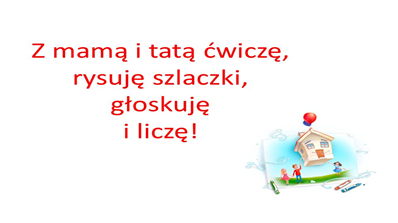 Z mamą i tatą ćwiczę,
rysuję szlaczki,
głoskuję
i liczę!